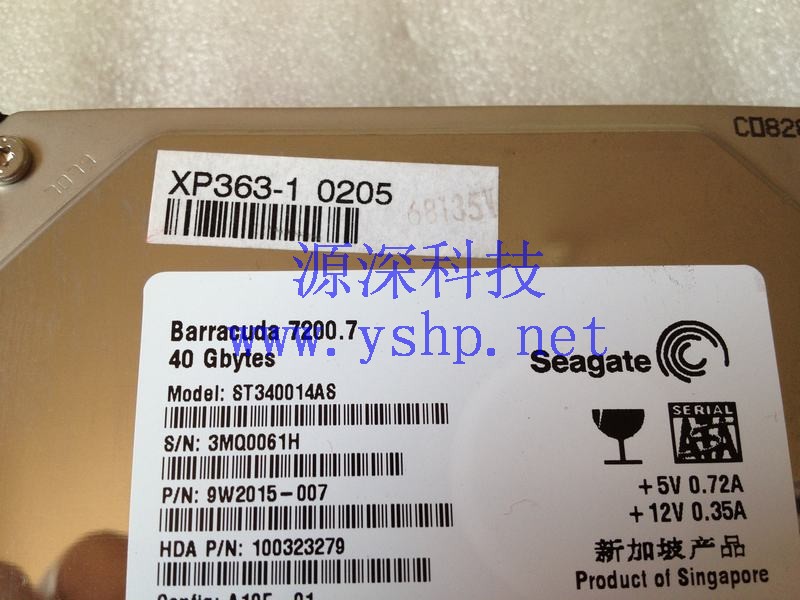 CD828
XP363-1 0205
源深科技
www.yshp.net
Barracuda 7200.7
40 Gbytes
Seagate
Model: ST340014AS
SERIAL
S/N: 3MQ0061H
P/N: 9W2015-007
+5V 0.72A
+12V 0.35A
HDA P/N: 100323279
新加坡产品
Product of Singapore